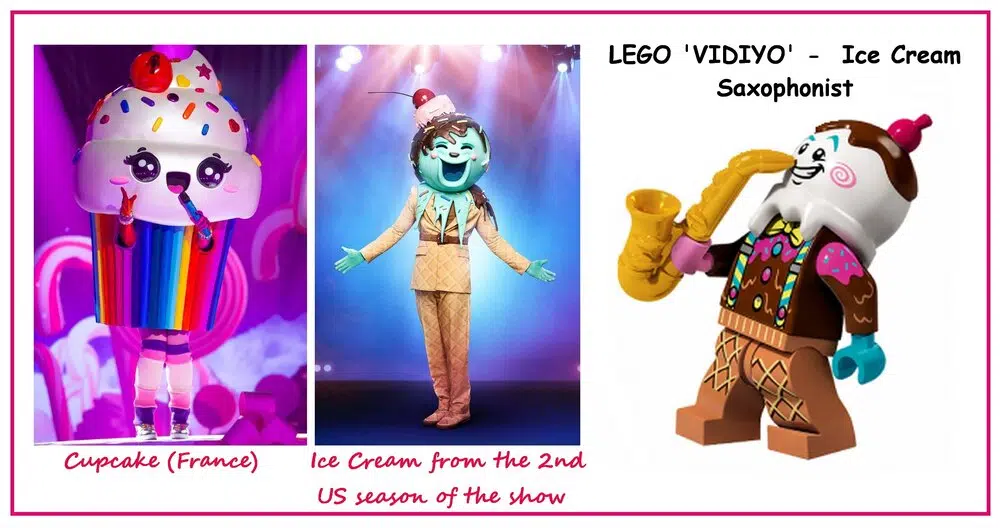 LEGO 'VIDIYO' - Ice Cream
Saxophonist
Cupcake (France)
Ice Cream from the 2nd
US season of the show